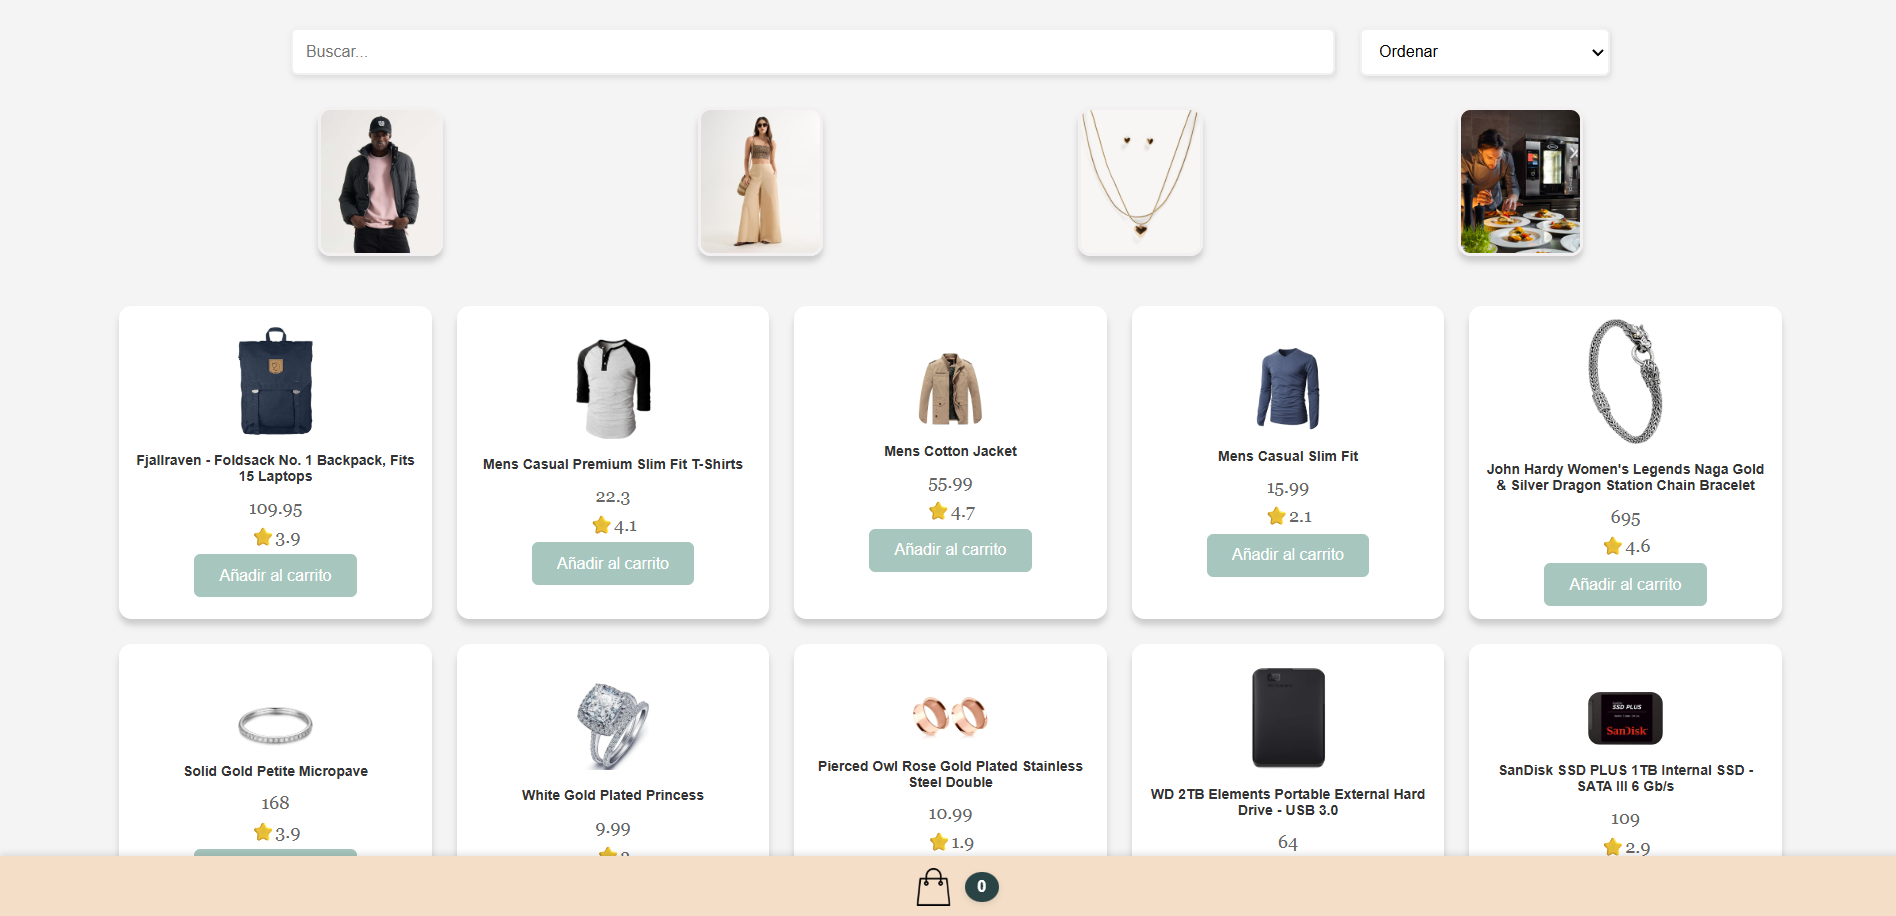 Buscar...
Ordenar
Fjallraven - Foldsack No. 1 Backpack, Fits
15 Laptops
109.95
3.9
Añadir al carrito
Mens Casual Premium Slim Fit T-Shirts
22.3
4.1
Añadir al carrito
Mens Cotton Jacket
55.99
4.7
Añadir al carrito
Mens Casual Slim Fit
15.99
2.1
Añadir al carrito
John Hardy Women's Legends Naga Gold
& Silver Dragon Station Chain Bracelet
695
4.6
Añadir al carrito
Solid Gold Petite Micropave
168
3.9
White Gold Plated Princess
9.99
Pierced Owl Rose Gold Plated Stainless
Steel Double
10.99
1.9
WD 2TB Elements Portable External Hard
Drive - USB 3.0
64
SSD PLUS
SanDisk
SanDisk SSD PLUS 1TB Internal SSD -
SATA III 6 Gb/s
109
2.9
0